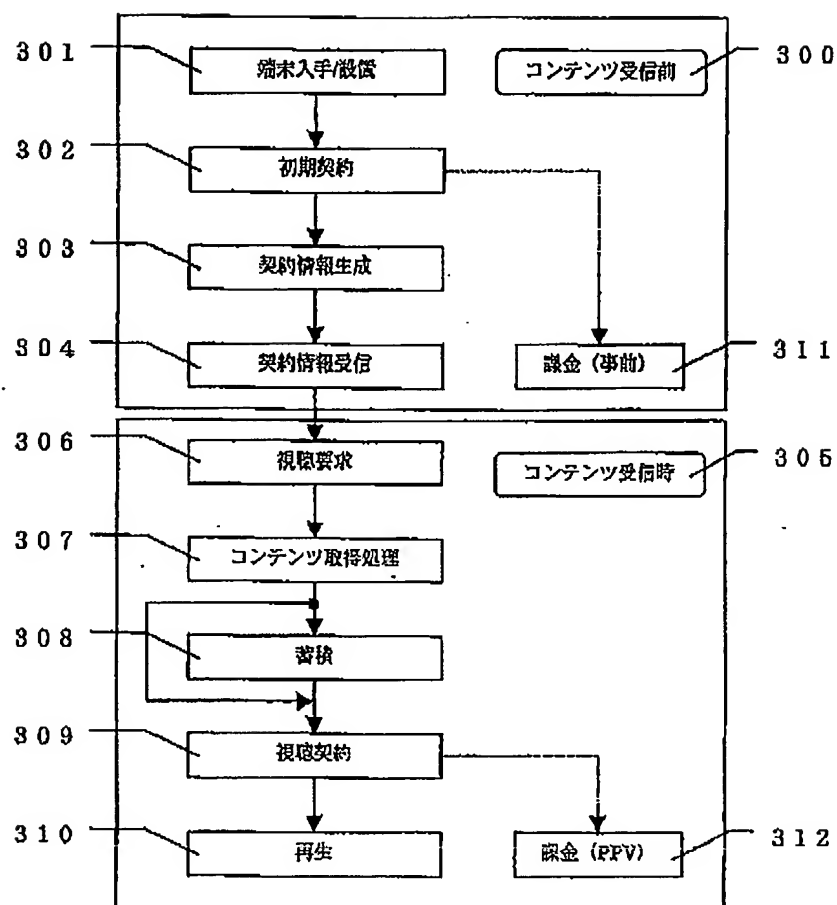 301
端末入手/設置
コンテンツ受信前
300
302
初期契約
303
契約情報生成
304
契約情報受信
課金（事前）
311
306
視聴要求
コンテンツ受信時
305
307
コンテンツ取得処理
308
蓄積
309
視聴契約
310
再生
課金（PPV）
312